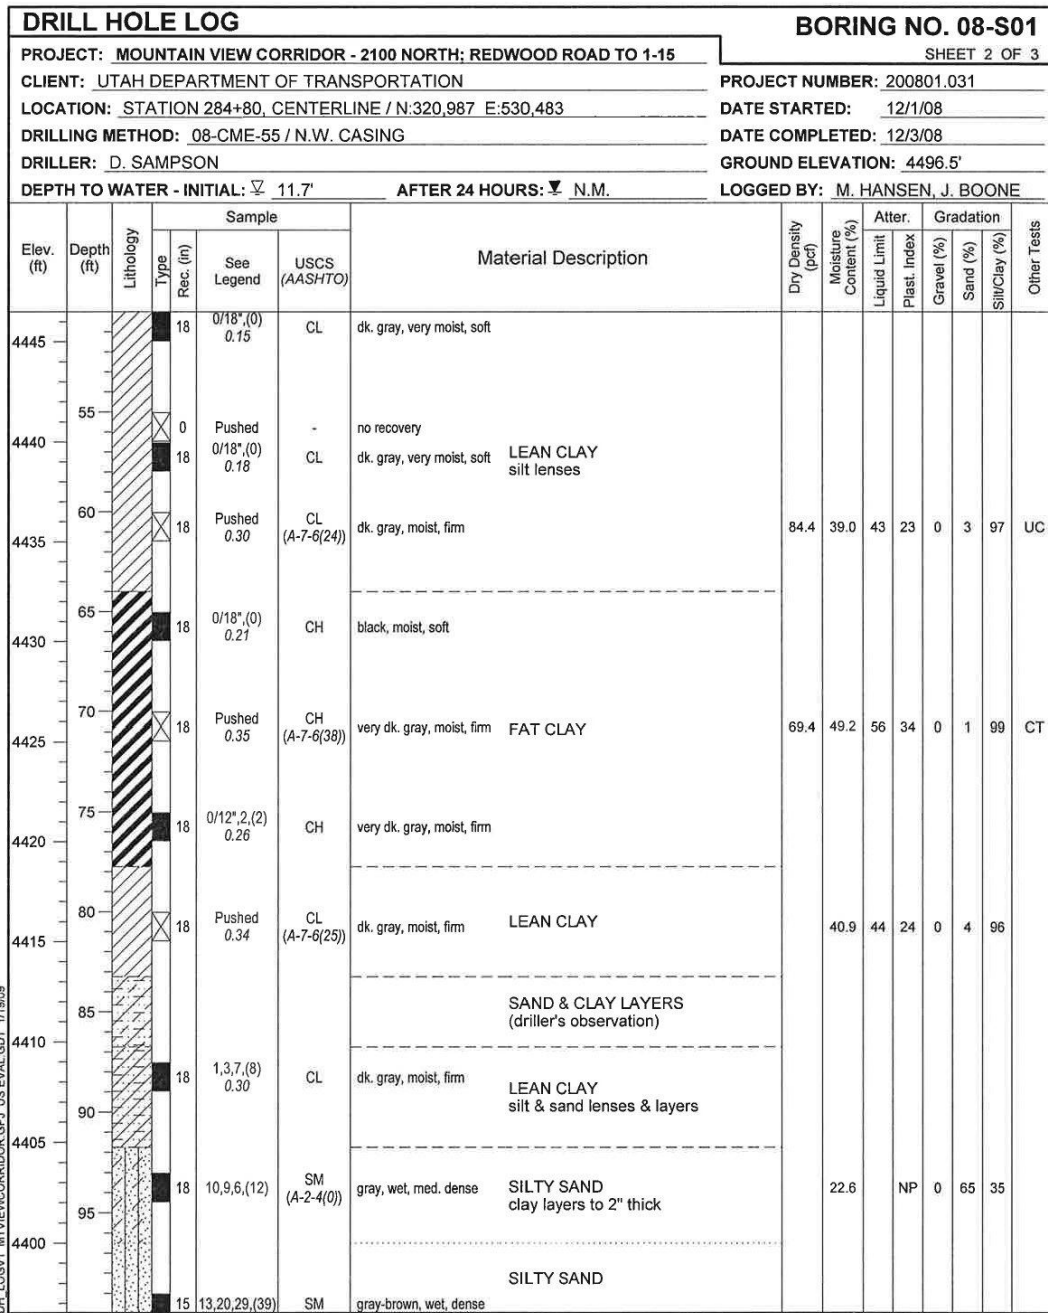 DRILL HOLE LOG
BORING NO. 08-S01
PROJECT: MOUNTAIN VIEW CORRIDOR - 2100 NORTH; REDWOOD ROAD TO 1-15
SHEET 2 OF 3
CLIENT: UTAH DEPARTMENT OF TRANSPORTATION
PROJECT NUMBER: 200801.031
LOCATION: STATION 284+80, CENTERLINE / N:320,987 E:530,483
DATE STARTED: 12/1/08
DRILLING METHOD: 08-CME-55 / N.W. CASING
DATE COMPLETED: 12/3/08
DRILLER: D. SAMPSON
GROUND ELEVATION: 4496.5'
DEPTH TO WATER - INITIAL: 11.7' AFTER 24 HOURS: N.M.
LOGGED BY: M. HANSEN, J. BOONE
Elev. (ft)
Depth (ft)
Lithology
Sample
Type
Rec. (in)
See Legend
USCS (AASHTO)
Material Description
Dry Density (pcf)
Moisture Content (%)
Atter.
Liquid Limit
Plast. Index
Gradation
Gravel (%)
Sand (%)
Silt/Clay (%)
Other Tests
18 0/18",(0) CL dk. gray, very moist, soft
0.15
4445
55
0 Pushed - no recovery
4440
18 0/18",(0) CL dk. gray, very moist, soft
0.18
LEAN CLAY
silt lenses
60
18 Pushed CL dk. gray, moist, firm 84.4 39.0 43 23 0 3 97 UC
0.30 (A-7-6(24))
4435
65
18 0/18",(0) CH black, moist, soft
0.21
4430
70
18 Pushed CH very dk. gray, moist, firm FAT CLAY 69.4 49.2 56 34 0 1 99 CT
0.35 (A-7-6(38))
4425
75
18 0/12",2,(2) CH very dk. gray, moist, firm
0.26
4420
80
18 Pushed CL dk. gray, moist, firm LEAN CLAY 40.9 44 24 0 4 96
0.34 (A-7-6(25))
4415
SAND & CLAY LAYERS
(driller's observation)
85
4410
18 1,3,7,(8) CL dk. gray, moist, firm
0.30
LEAN CLAY
silt & sand lenses & layers
90
4405
18 10,9,6,(12) SM gray, wet, med. dense SILTY SAND 22.6 NP 0 65 35
(A-2-4(0)) clay layers to 2" thick
95
4400
SILTY SAND
15 13,20,29,(39) SM gray-brown, wet, dense